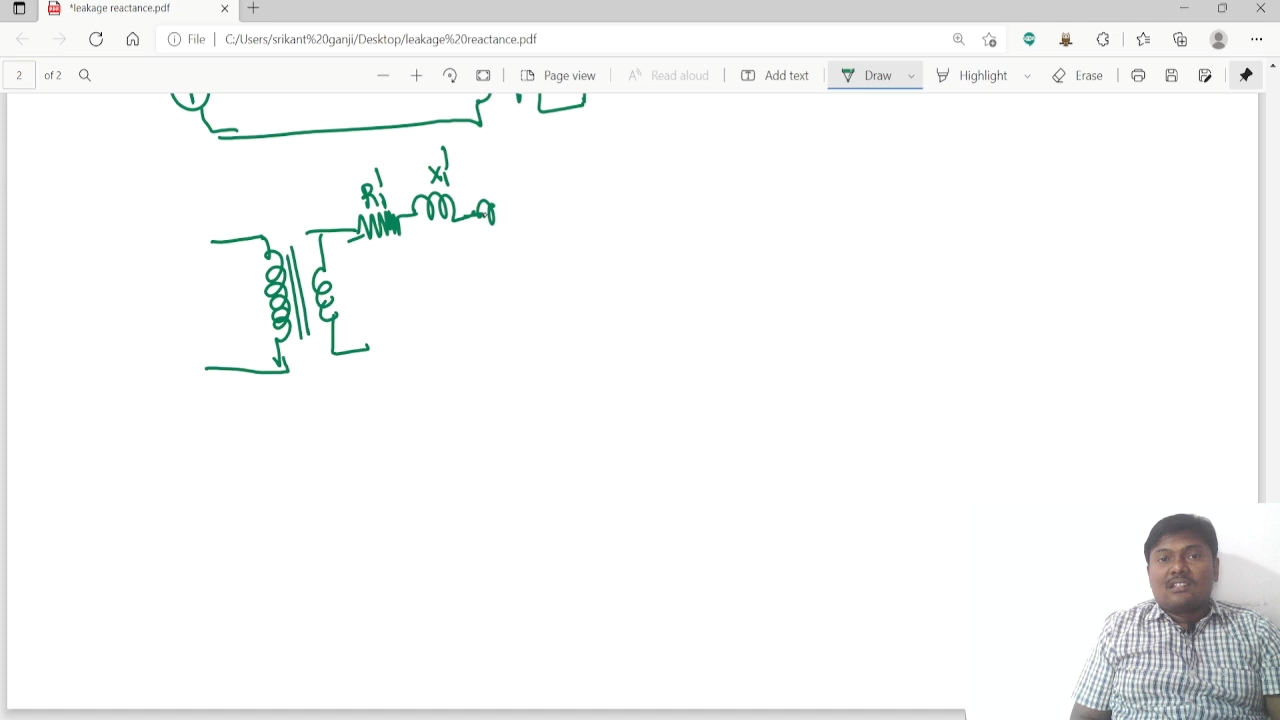 *leakage reactance.pdf
File C:/Users/srikant%20ganji/Desktop/leakage%20reactance.pdf
2 of 2 Page view Read aloud Add text Draw Highlight Erase
R₁' X₁'